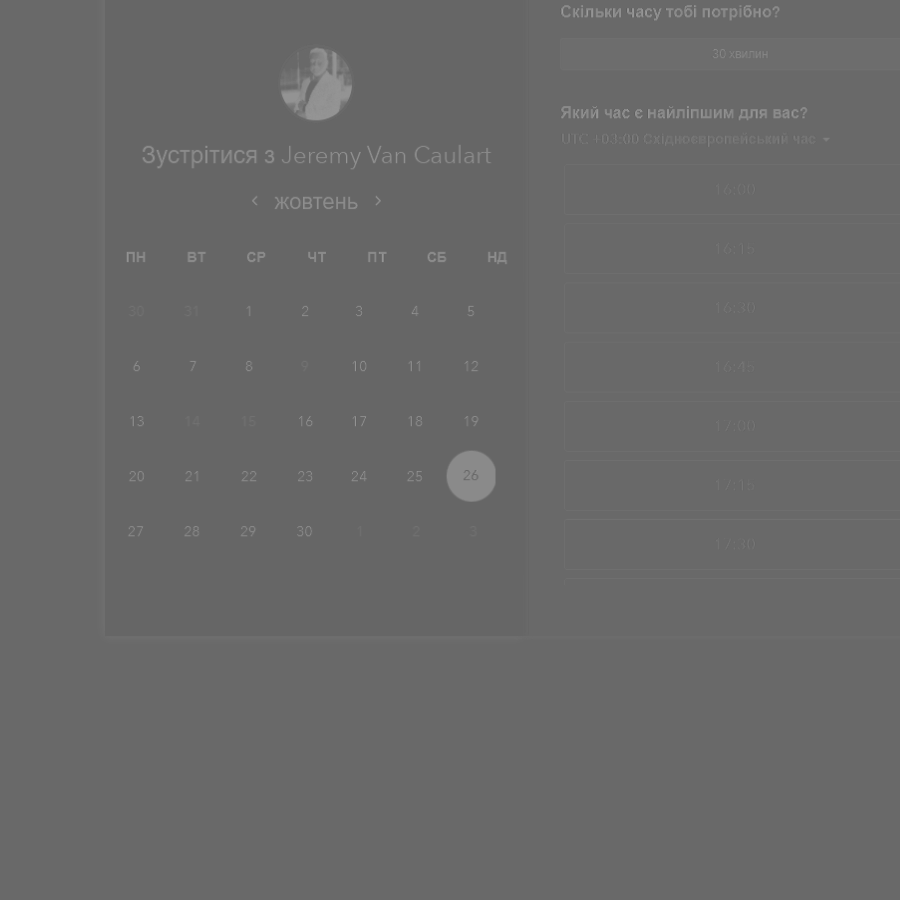 Зустрітися з Jeremy Van Caulart
жовтень
ПН ВТ СР ЧТ ПТ СБ НД
30 31 1 2 3 4 5
6 7 8 9 10 11 12
13 14 15 16 17 18 19
20 21 22 23 24 25 26
27 28 29 30 1 2 3
Скільки часу тобі потрібно?
30 хвилин
Який час є найліпшим для вас?
UTC +03:00 Східноєвропейський час
16:00
16:15
16:30
16:45
17:00
17:15
17:30